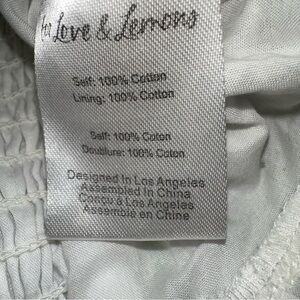 for Love & Lemons
Self: 100% Cotton
Lining: 100% Cotton
Self: 100% Coton
Doublure: 100% Coton
Designed in Los Angeles
Assembled in China
Conçu à Los Angeles
Assemblé en Chine